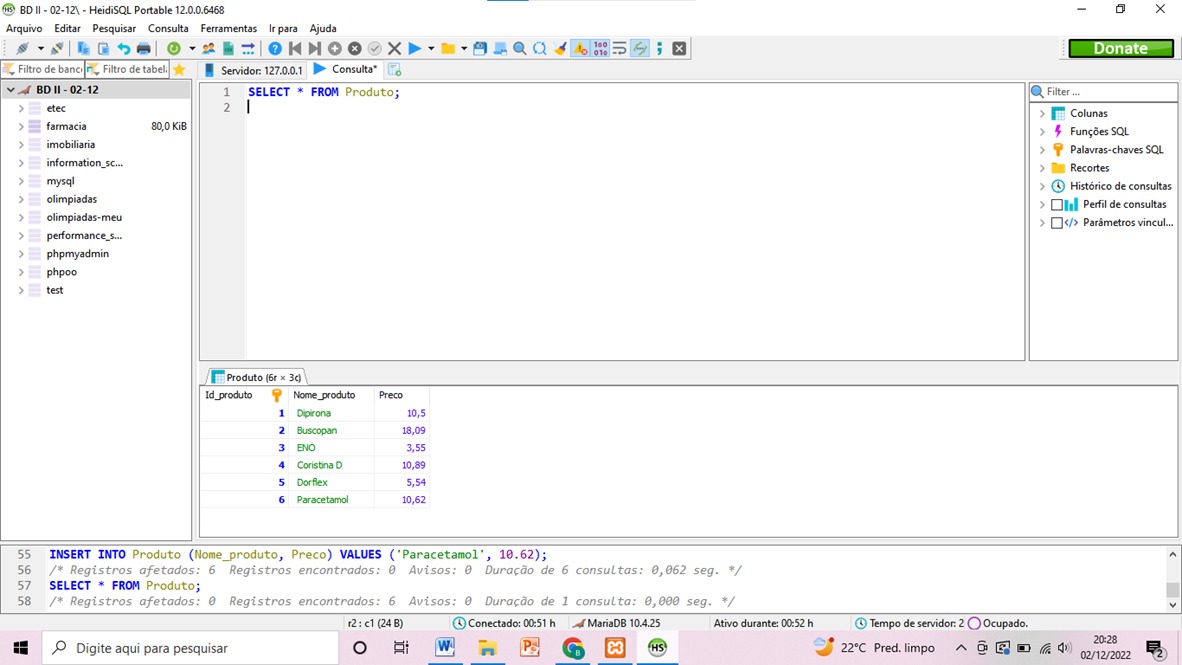 BD II - 02-12\ - HeidiSQL Portable 12.0.0.6468
Arquivo Editar Pesquisar Consulta Ferramentas Ir para Ajuda
Donate
Filtro de banco Filtro de tabela Servidor: 127.0.0.1 Consulta*
BD II - 02-12
etec
farmacia 80,0 KiB
imobiliaria
information_sc...
mysql
olimpiadas
olimpiadas-meu
performance_s...
phpmyadmin
phpoo
test
1 SELECT * FROM Produto;
2
Filter ...
Colunas
Funções SQL
Palavras-chaves SQL
Recortes
Histórico de consultas
Perfil de consultas
Parâmetros vincul...
Produto (6r × 3c)
Id_produto Nome_produto Preco
1 Dipirona 10,5
2 Buscopan 18,09
3 ENO 3,55
4 Coristina D 10,89
5 Dorflex 5,54
6 Paracetamol 10,62
55 INSERT INTO Produto (Nome_produto, Preco) VALUES ('Paracetamol', 10.62);
56 /* Registros afetados: 6 Registros encontrados: 0 Avisos: 0 Duração de 6 consultas: 0,062 seg. */
57 SELECT * FROM Produto;
58 /* Registros afetados: 0 Registros encontrados: 6 Avisos: 0 Duração de 1 consulta: 0,000 seg. */
r2 : c1 (24 B) Conectado: 00:51 h MariaDB 10.4.25 Ativo durante: 00:52 h Tempo de servidor: 2 Ocupado.
Digite aqui para pesquisar
22°C Pred. limpo
20:28
02/12/2022
2